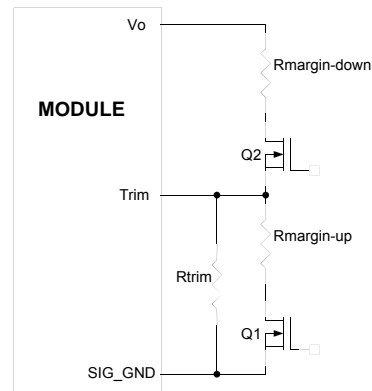 Vo
Rmargin-down
MODULE
Q2
Trim
Rmargin-up
Rtrim
Q1
SIG_GND